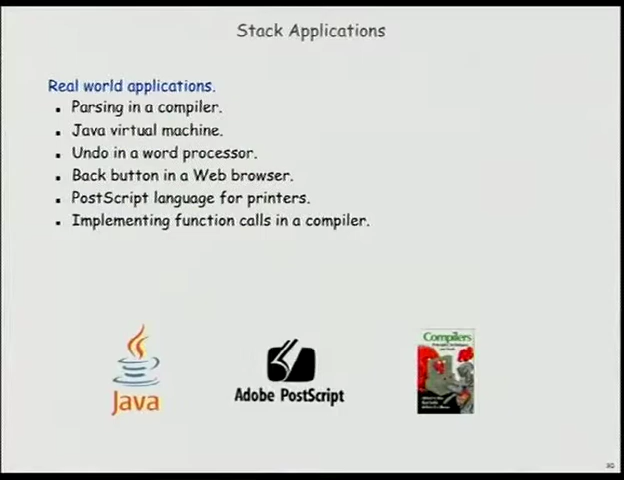 Stack Applications
Real world applications.
▪ Parsing in a compiler.
▪ Java virtual machine.
▪ Undo in a word processor.
▪ Back button in a Web browser.
▪ PostScript language for printers.
▪ Implementing function calls in a compiler.
Compilers
Java
Adobe PostScript
30